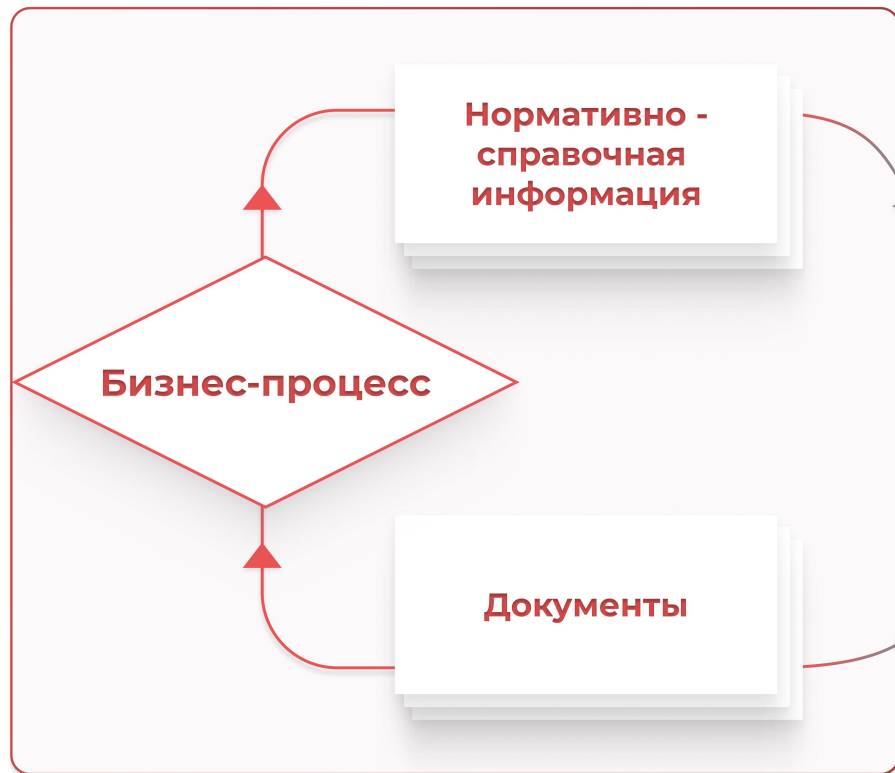 Нормативно -
справочная
информация
Бизнес-процесс
Документы